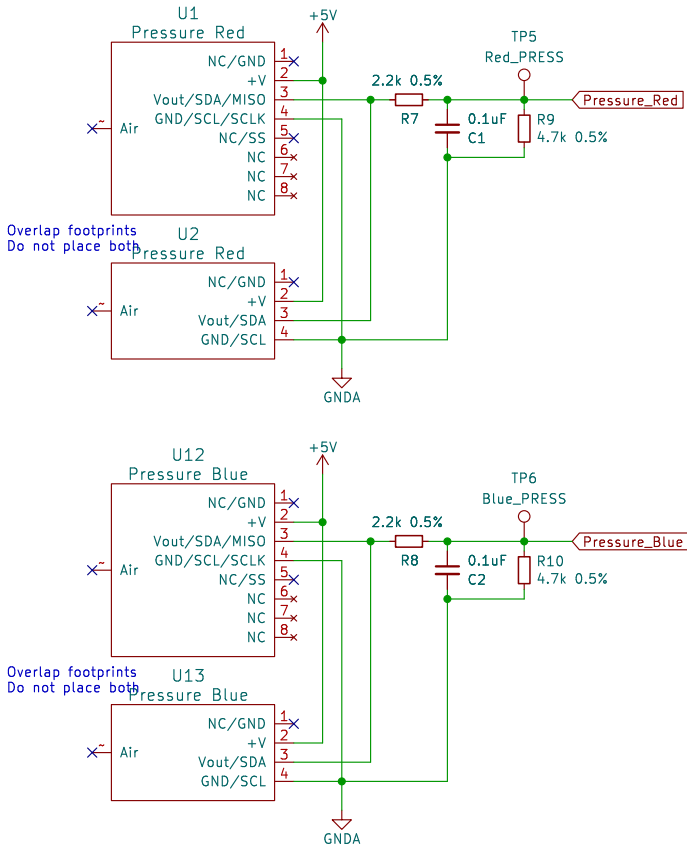 U1
Pressure Red
+5V
NC/GND 1
+V 2
Vout/SDA/MISO 3
GND/SCL/SCLK 4
NC/SS 5
NC 6
NC 7
NC 8
~ Air
2.2k 0.5%
R7
TP5
Red_PRESS
Pressure_Red
0.1uF
C1
R9
4.7k 0.5%
Overlap footprints
Do not place both
U2
Pressure Red
NC/GND 1
+V 2
Vout/SDA 3
GND/SCL 4
~ Air
GNDA
U12
Pressure Blue
+5V
NC/GND 1
+V 2
Vout/SDA/MISO 3
GND/SCL/SCLK 4
NC/SS 5
NC 6
NC 7
NC 8
~ Air
2.2k 0.5%
R8
TP6
Blue_PRESS
Pressure_Blue
0.1uF
C2
R10
4.7k 0.5%
Overlap footprints
Do not place both
U13
Pressure Blue
NC/GND 1
+V 2
Vout/SDA 3
GND/SCL 4
~ Air
GNDA